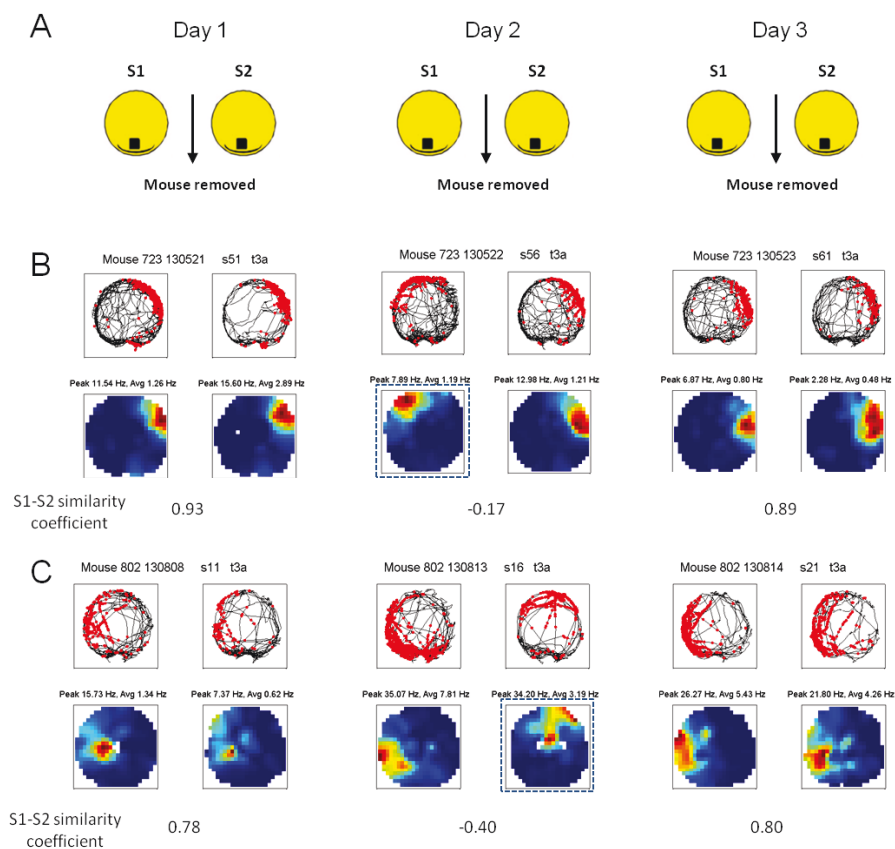 A
Day 1 Day 2 Day 3
S1 S2 S1 S2 S1 S2
Mouse removed Mouse removed Mouse removed
B
Mouse 723 130521 s51 t3a Mouse 723 130522 s56 t3a Mouse 723 130523 s61 t3a
Peak 11.54 Hz, Avg 1.26 Hz Peak 15.60 Hz, Avg 2.89 Hz Peak 7.89 Hz, Avg 1.19 Hz Peak 12.98 Hz, Avg 1.21 Hz Peak 6.87 Hz, Avg 0.80 Hz Peak 2.28 Hz, Avg 0.48 Hz
S1-S2 similarity
coefficient
0.93 -0.17 0.89
C
Mouse 802 130808 s11 t3a Mouse 802 130813 s16 t3a Mouse 802 130814 s21 t3a
Peak 15.73 Hz, Avg 1.34 Hz Peak 7.37 Hz, Avg 0.62 Hz Peak 35.07 Hz, Avg 7.81 Hz Peak 34.20 Hz, Avg 3.19 Hz Peak 26.27 Hz, Avg 5.43 Hz Peak 21.80 Hz, Avg 4.26 Hz
S1-S2 similarity
coefficient
0.78 -0.40 0.80